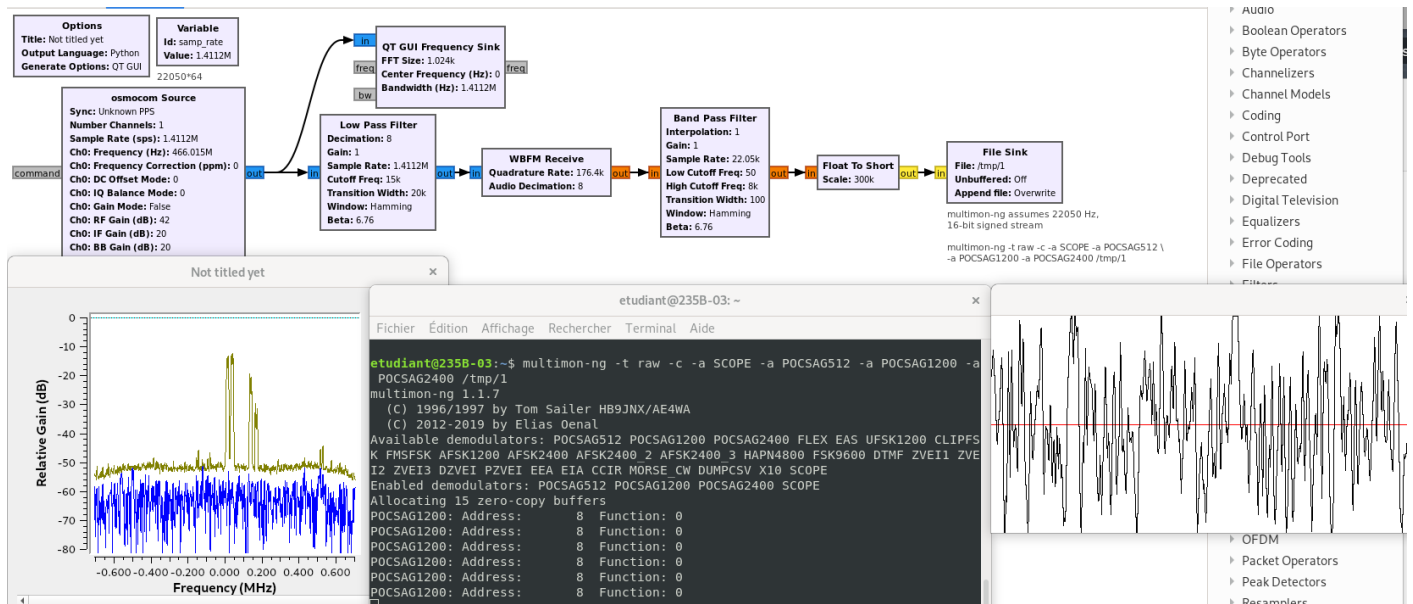 Options
Title: Not titled yet
Output Language: Python
Generate Options: QT GUI
Variable
Id: samp_rate
Value: 1.4112M
22050*64
osmocom Source
Sync: Unknown PPS
Number Channels: 1
Sample Rate (sps): 1.4112M
Ch0: Frequency (Hz): 466.015M
Ch0: Frequency Correction (ppm): 0
Ch0: DC Offset Mode: 0
Ch0: IQ Balance Mode: 0
Ch0: Gain Mode: False
Ch0: RF Gain (dB): 42
Ch0: IF Gain (dB): 20
Ch0: BB Gain (dB): 20
command
out
in
freq
bw
QT GUI Frequency Sink
FFT Size: 1.024k
Center Frequency (Hz): 0
Bandwidth (Hz): 1.4112M
freq
in
Low Pass Filter
Decimation: 8
Gain: 1
Sample Rate: 1.4112M
Cutoff Freq: 15k
Transition Width: 20k
Window: Hamming
Beta: 6.76
out
in
WBFM Receive
Quadrature Rate: 176.4k
Audio Decimation: 8
out
in
Band Pass Filter
Interpolation: 1
Gain: 1
Sample Rate: 22.05k
Low Cutoff Freq: 50
High Cutoff Freq: 8k
Transition Width: 100
Window: Hamming
Beta: 6.76
out
in
Float To Short
Scale: 300k
out
in
File Sink
File: /tmp/1
Unbuffered: Off
Append file: Overwrite
multimon-ng assumes 22050 Hz,
16-bit signed stream
multimon-ng -t raw -c -a SCOPE -a POCSAG512 \
-a POCSAG1200 -a POCSAG2400 /tmp/1
Audio
Boolean Operators
Byte Operators
Channelizers
Channel Models
Coding
Control Port
Debug Tools
Deprecated
Digital Television
Equalizers
Error Coding
File Operators
Filters
OFDM
Packet Operators
Peak Detectors
Resamplers
Not titled yet
×
Relative Gain (dB)
0
-10
-20
-30
-40
-50
-60
-70
-80
-0.600 -0.400 -0.200 0.000 0.200 0.400 0.600
Frequency (MHz)
etudiant@235B-03: ~
×
Fichier Édition Affichage Rechercher Terminal Aide
etudiant@235B-03:~$ multimon-ng -t raw -c -a SCOPE -a POCSAG512 -a POCSAG1200 -a
POCSAG2400 /tmp/1
multimon-ng 1.1.7
(C) 1996/1997 by Tom Sailer HB9JNX/AE4WA
(C) 2012-2019 by Elias Oenal
Available demodulators: POCSAG512 POCSAG1200 POCSAG2400 FLEX EAS UFSK1200 CLIPFS
K FMSFSK AFSK1200 AFSK2400 AFSK2400_2 AFSK2400_3 HAPN4800 FSK9600 DTMF ZVEI1 ZVE
I2 ZVEI3 DZVEI PZVEI EEA EIA CCIR MORSE_CW DUMPCSV X10 SCOPE
Enabled demodulators: POCSAG512 POCSAG1200 POCSAG2400 SCOPE
Allocating 15 zero-copy buffers
POCSAG1200: Address: 8 Function: 0
POCSAG1200: Address: 8 Function: 0
POCSAG1200: Address: 8 Function: 0
POCSAG1200: Address: 8 Function: 0
POCSAG1200: Address: 8 Function: 0
POCSAG1200: Address: 8 Function: 0